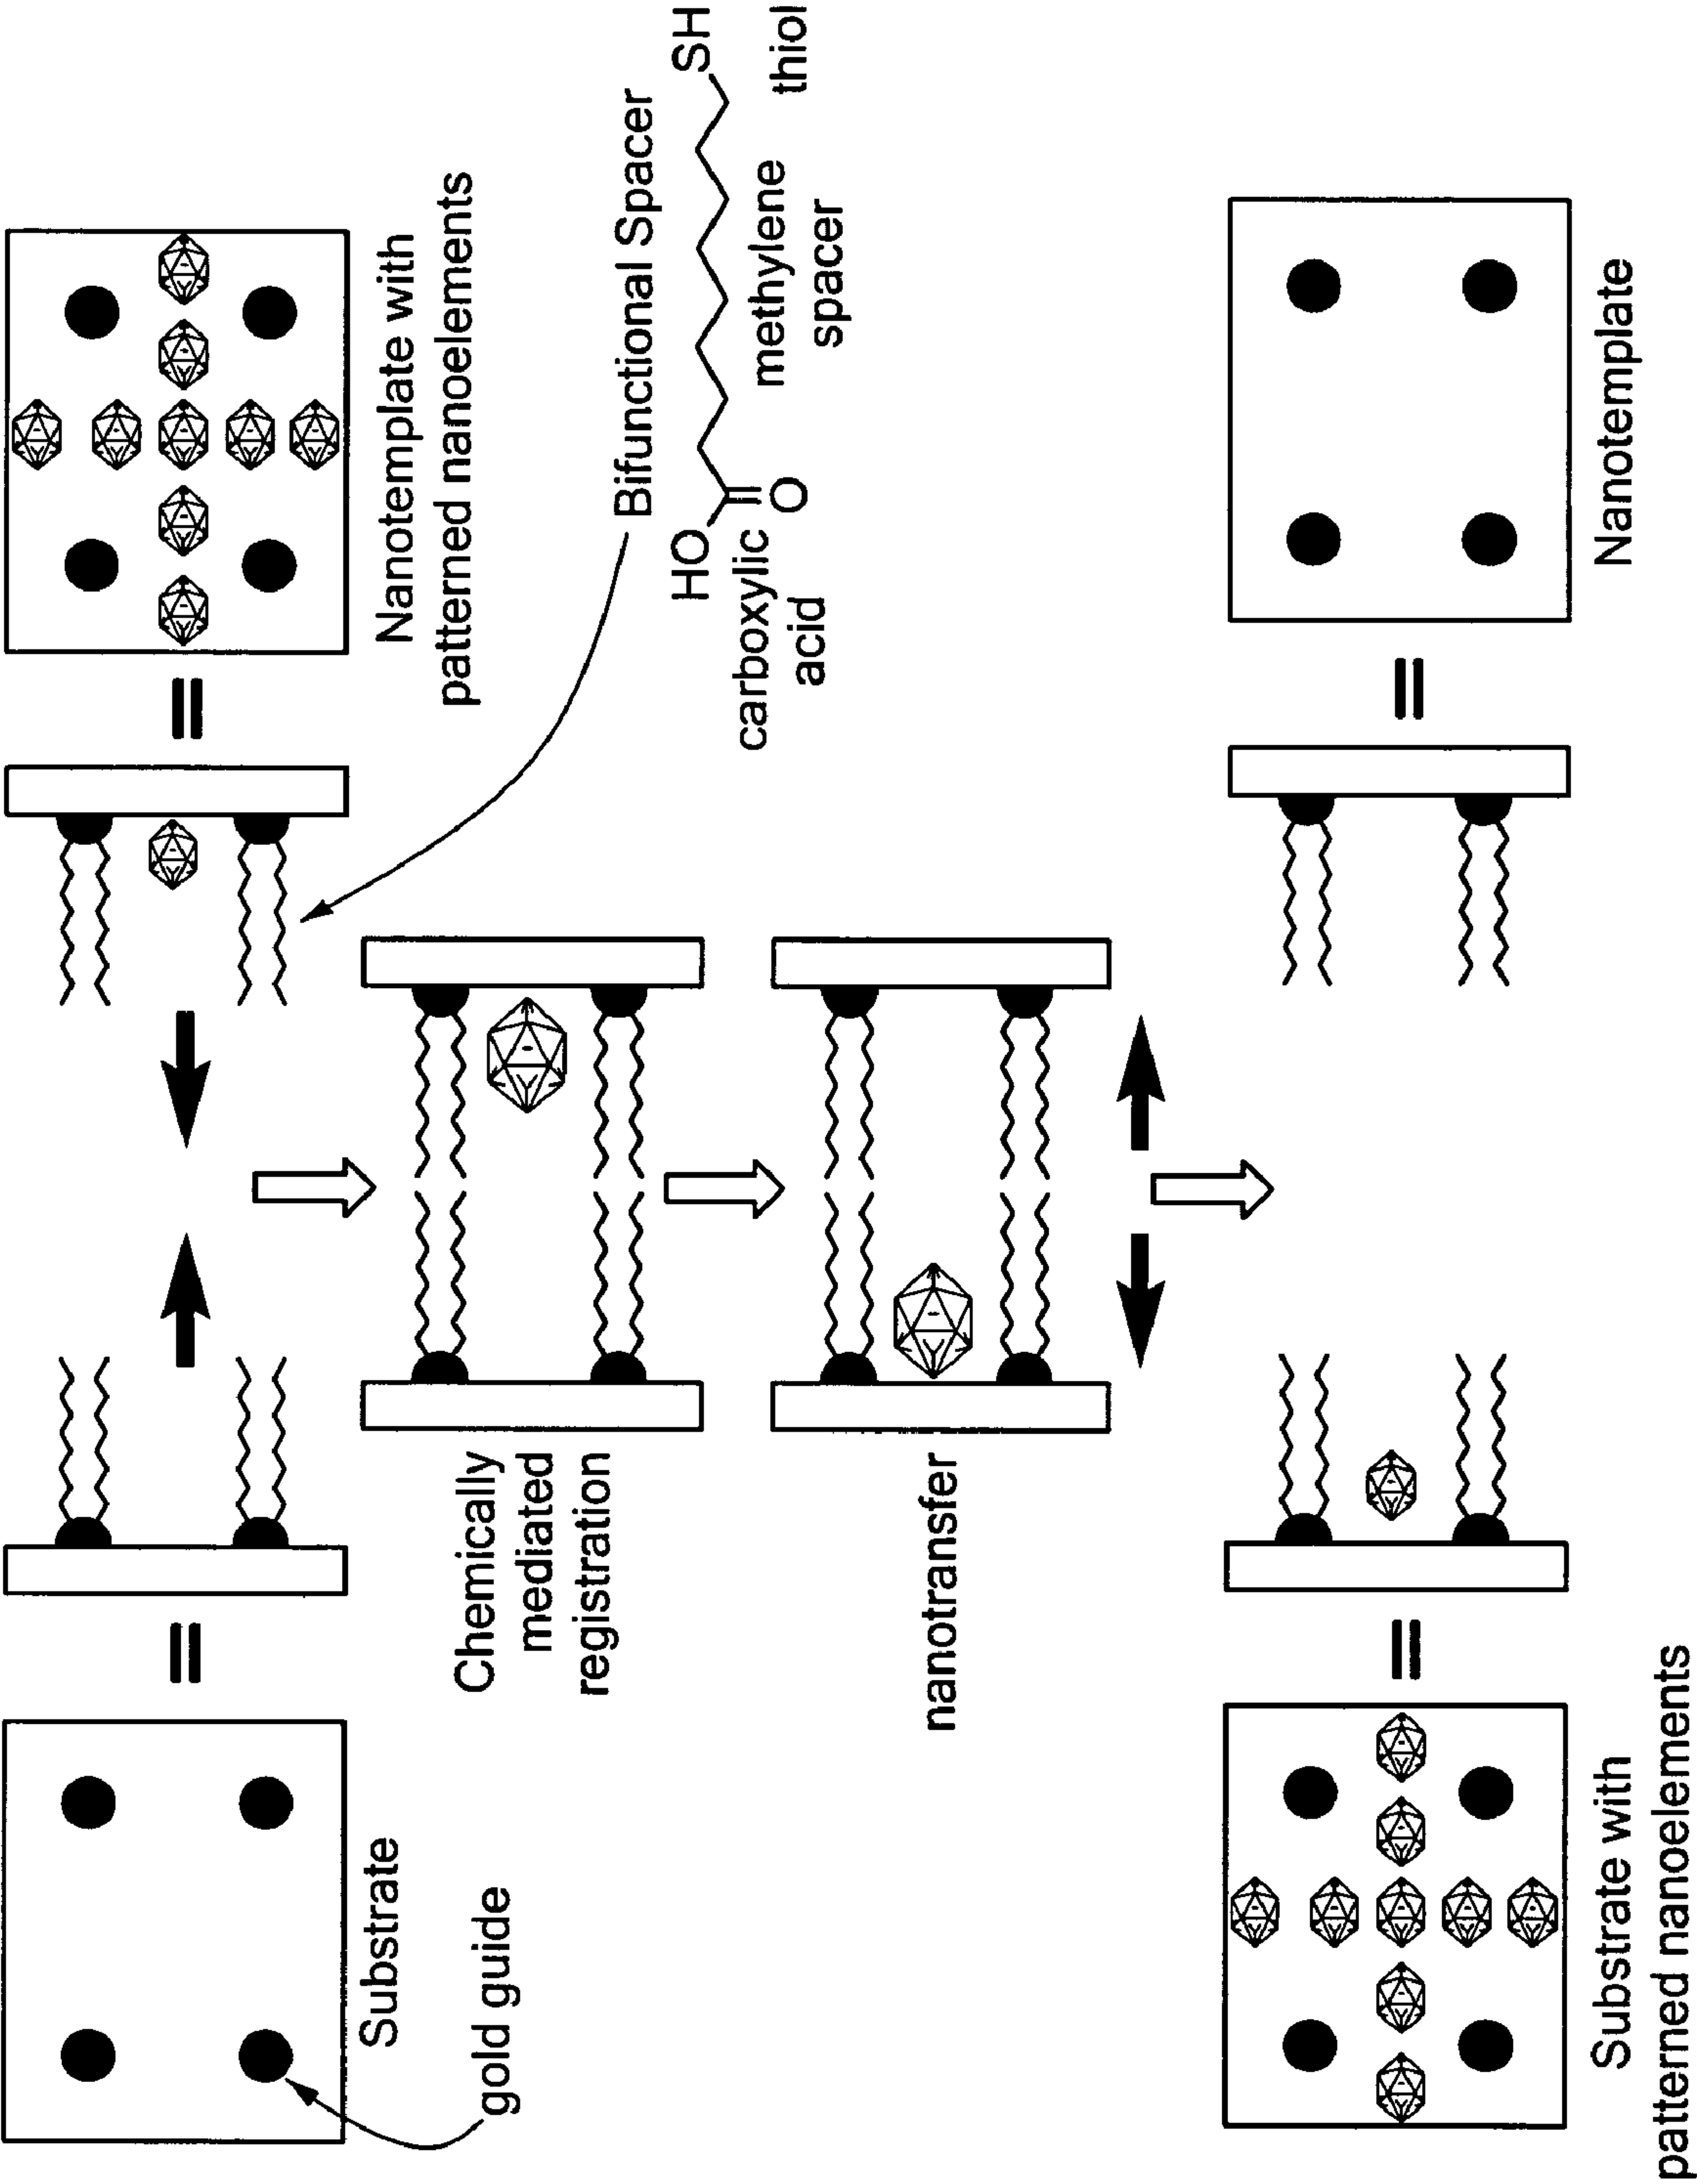 Substrate
gold guide
Nanotemplate with
patterned nanoelements
Bifunctional Spacer
HO
O
SH
carboxylic
acid
methylene
spacer
thiol
Chemically
mediated
registration
nanotransfer
Substrate with
patterned nanoelements
Nanotemplate